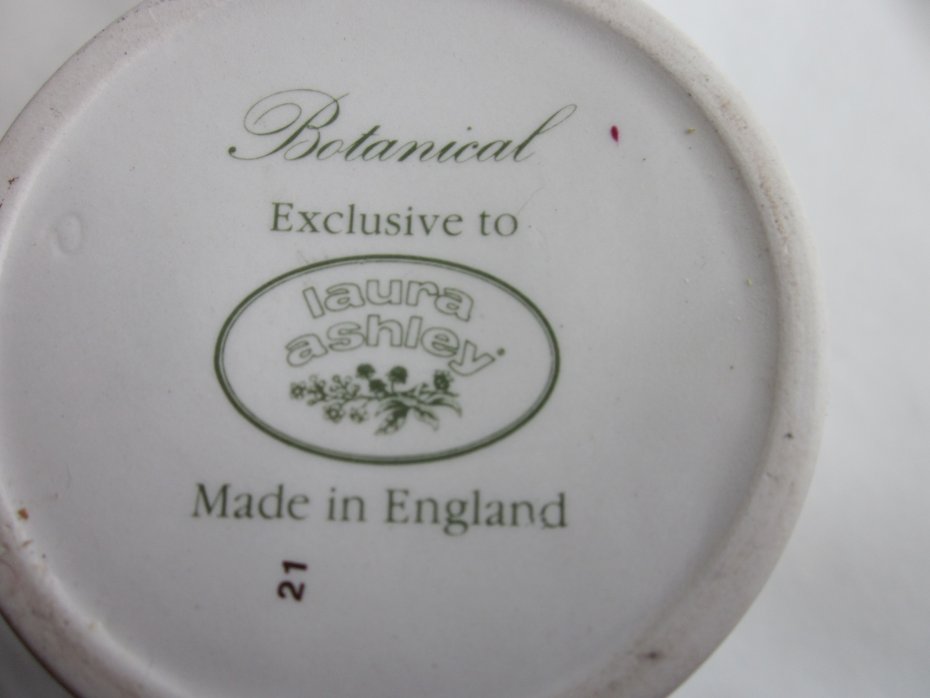 Botanical
Exclusive to
laura
ashley
Made in England
21